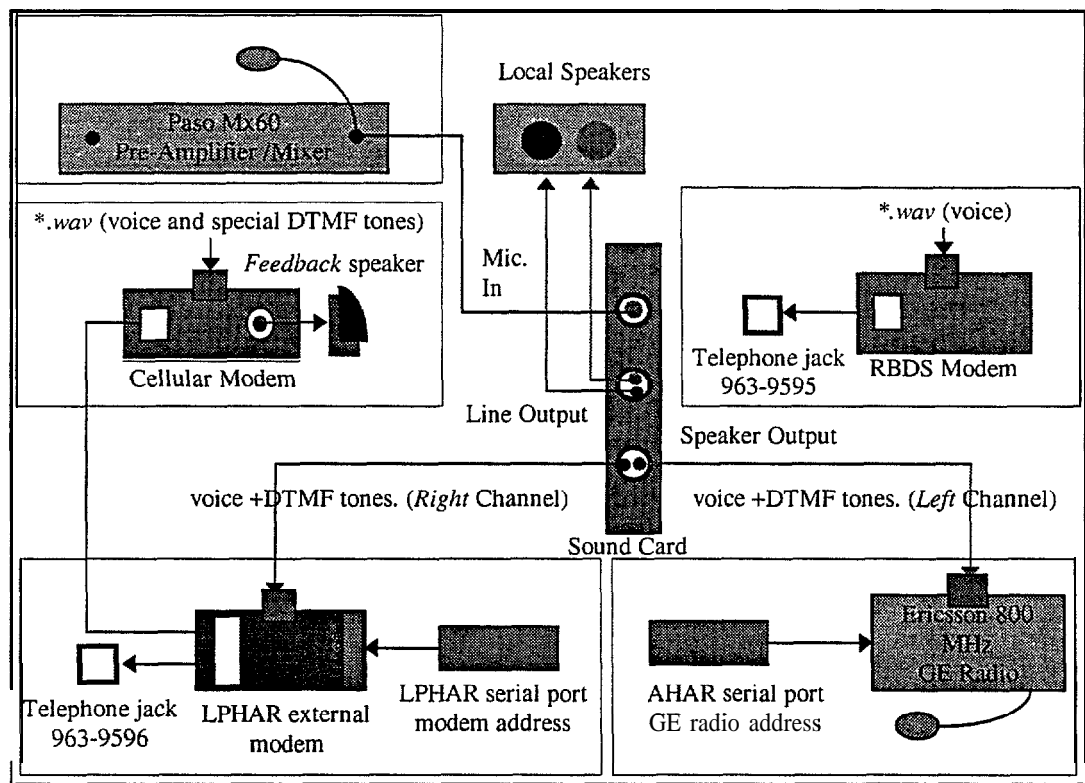 Paso Mx60
Pre-Amplifier /Mixer
Local Speakers
*.wav (voice and special DTMF tones)
Feedback speaker
Cellular Modem
Mic.
In
*.wav (voice)
Telephone jack
963-9595
RBDS Modem
Line Output
Speaker Output
voice +DTMF tones. (Right Channel)
voice +DTMF tones. (Left Channel)
Sound Card
Telephone jack
963-9596
LPHAR external
modem
LPHAR serial port
modem address
AHAR serial port
GE radio address
Ericsson 800
MHz
GE Radio